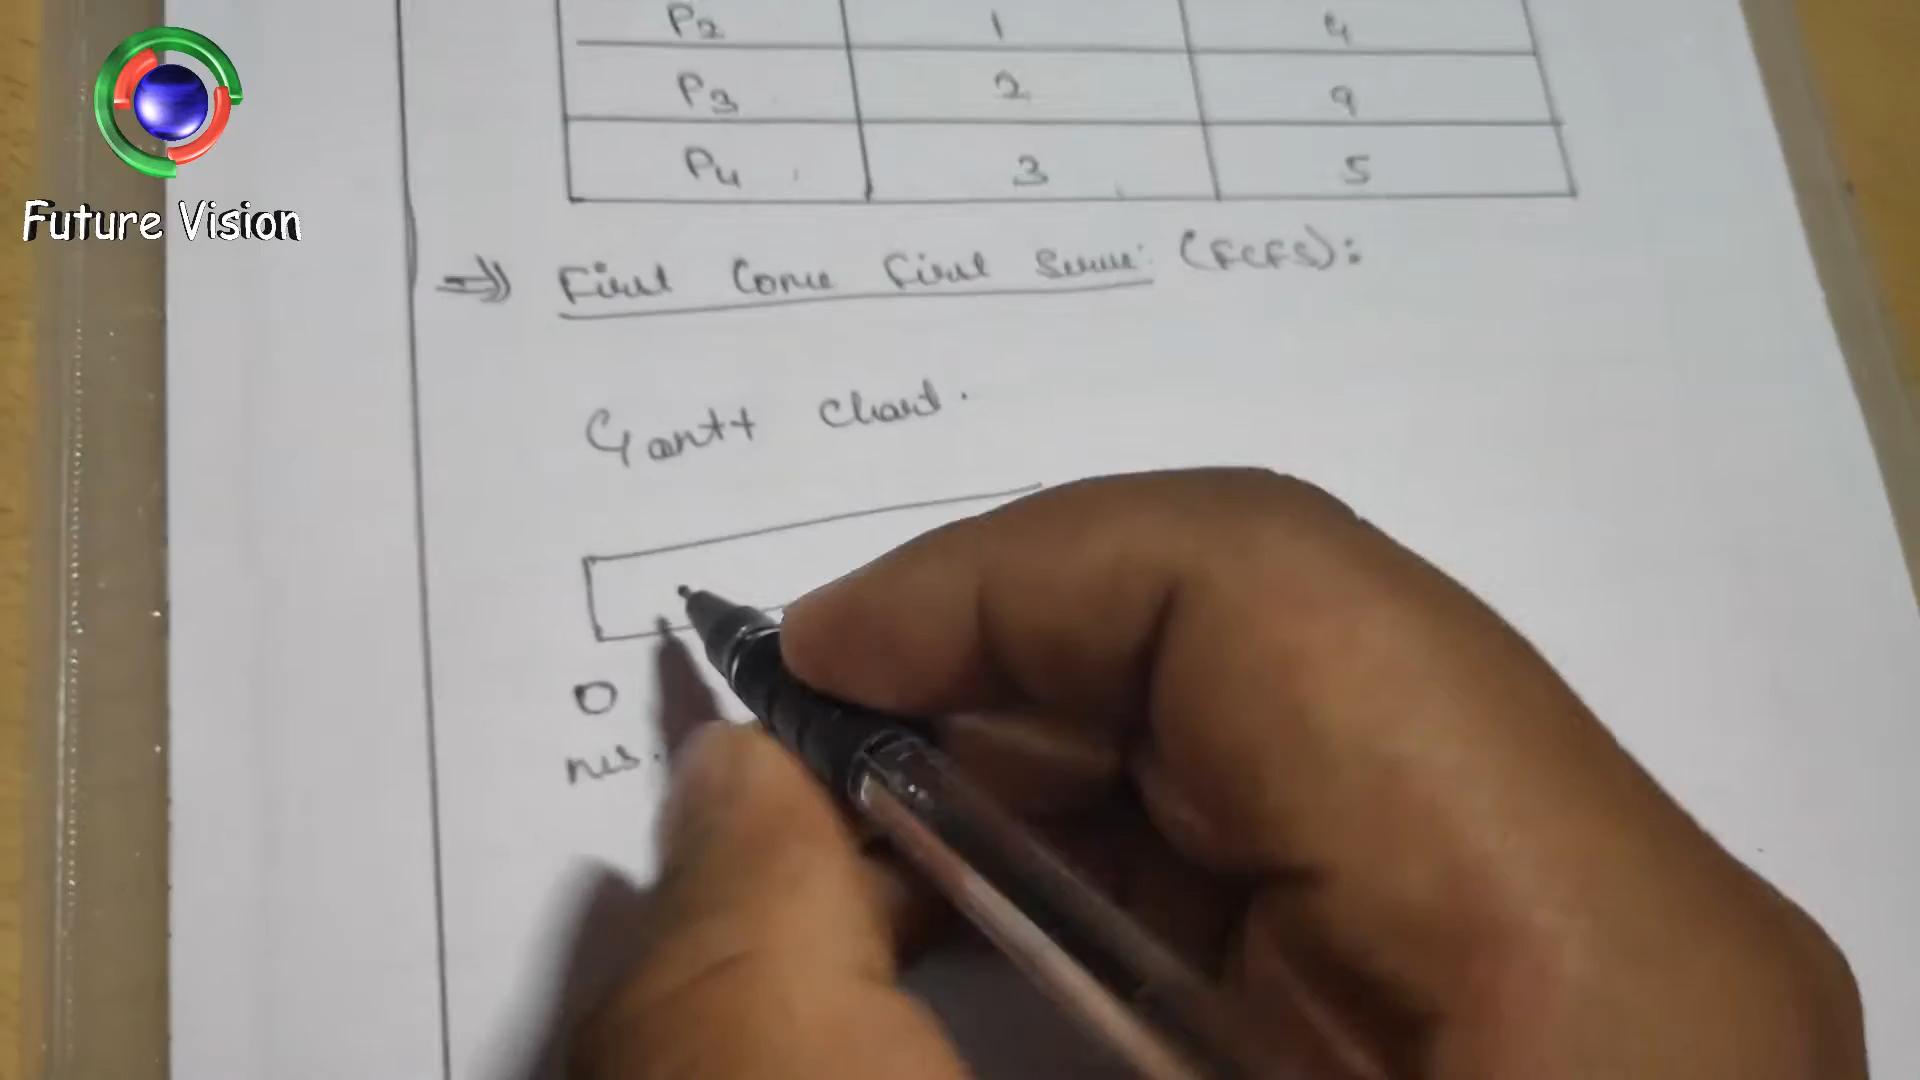 P2 1 4
P3 2 9
P4 3 5
Future Vision
⇒ First Come First Serve (FCFS):
Gantt Chart.
0
ms.